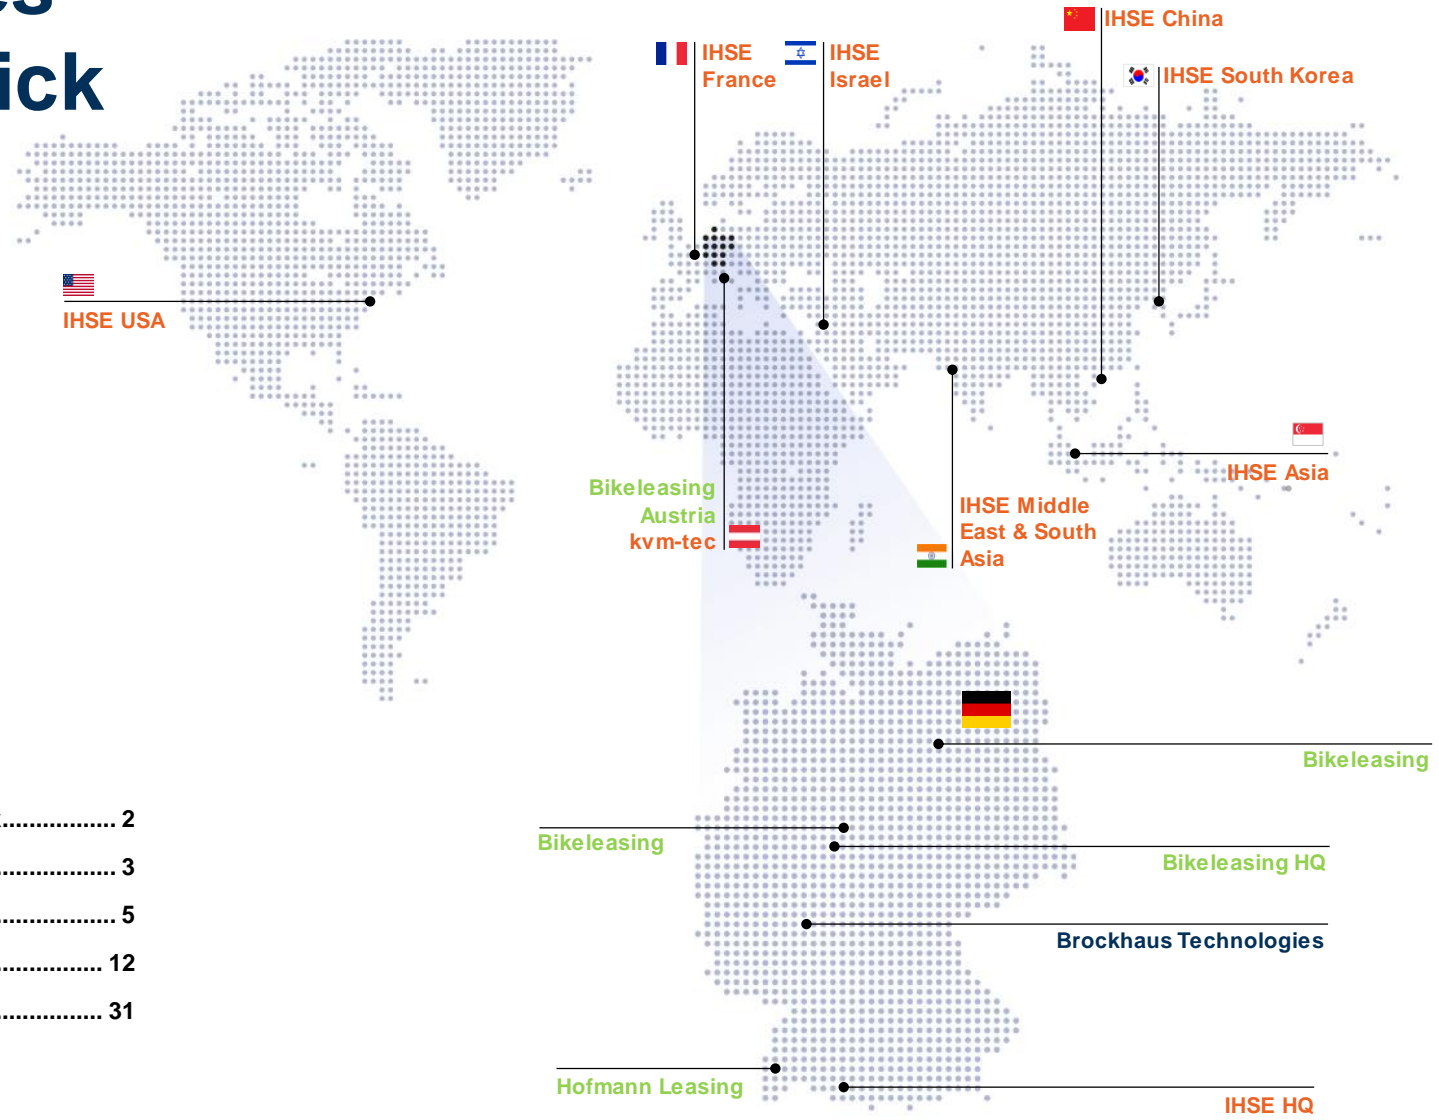 ick
IHSE China
IHSE
France
IHSE
Israel
IHSE South Korea
IHSE USA
IHSE Asia
Bikeleasing
Austria
kvm-tec
IHSE Middle
East & South
Asia
Bikeleasing
................ 2
Bikeleasing
Bikeleasing HQ
................ 3
................ 5
Brockhaus Technologies
................ 12
................ 31
Hofmann Leasing
IHSE HQ